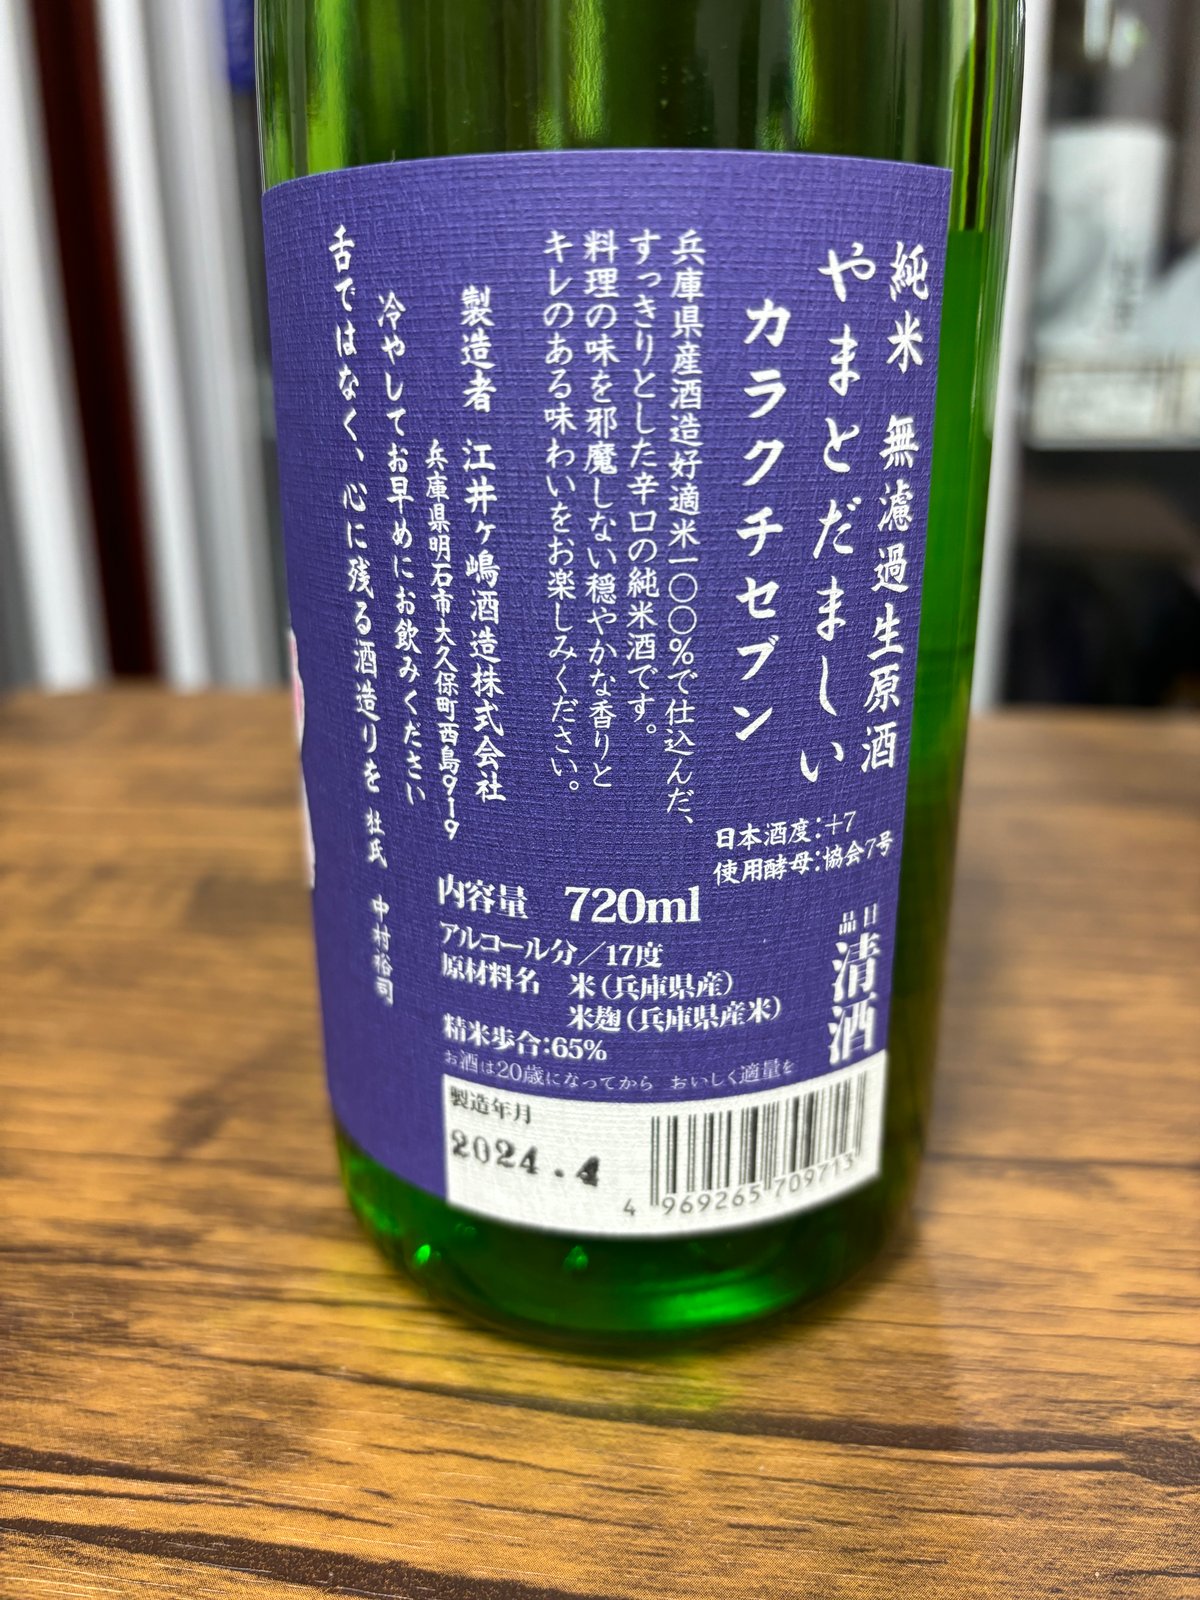 純米 無濾過生原酒
やまとだましい
カラクチセブン
日本酒度:+7
使用酵母:協会7号
兵庫県産酒造好適米一〇〇%で仕込んだ、
すっきりとした辛口の純米酒です。
料理の味を邪魔しない穏やかな香りと
キレのある味わいをお楽しみください。
製造者 江井ヶ嶋酒造株式会社
兵庫県明石市大久保町西島919
冷やしてお早めにお飲みください
舌ではなく、心に残る酒造りを 杜氏 中村裕司
品目
清酒
内容量 720ml
アルコール分/17度
原材料名 米(兵庫県産)
米麹(兵庫県産米)
精米歩合:65%
お酒は20歳になってから おいしく適量を
製造年月
2024.4
4 969265 709713